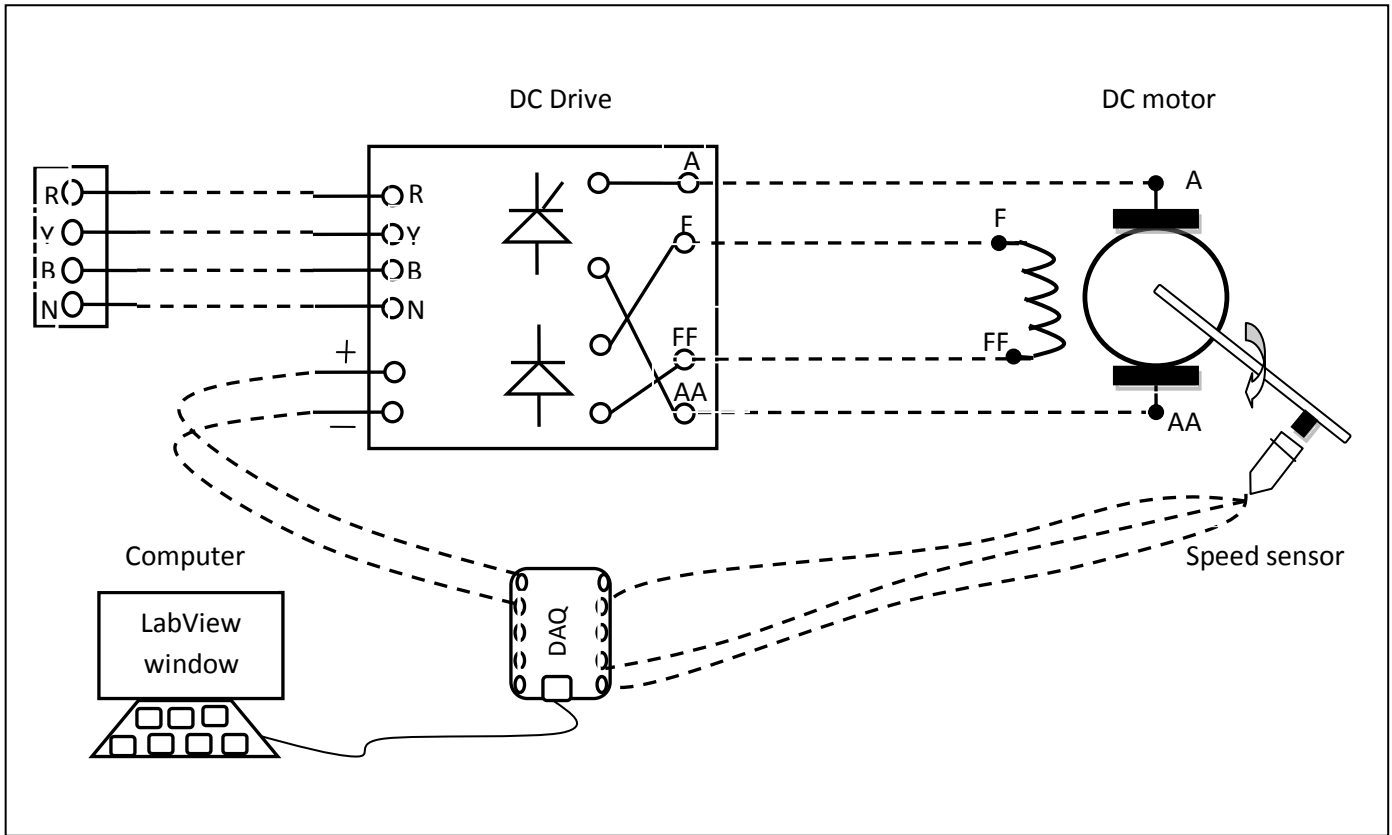 DC Drive
DC motor
R
Y
B
N
R
Y
B
N
+
−
A
F
FF
AA
F
FF
A
AA
Speed sensor
Computer
LabView
window
DAQ